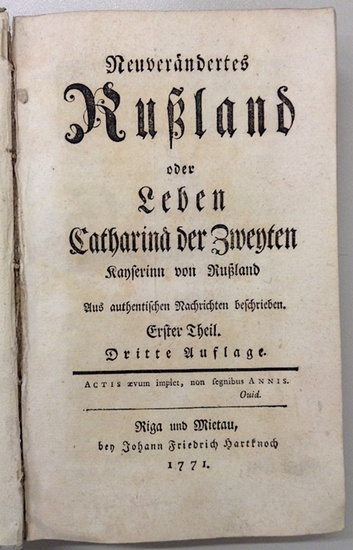 Neuverändertes
Rußland
oder
Leben
Catharinä der Zweyten
Kayserinn von Rußland
Aus authentischen Nachrichten beschrieben.
Erster Theil.
Dritte Auflage.
ACTIS ævum implet, non segnibus ANNIS.
Ouid.
Riga und Mietau,
bey Johann Friedrich Hartknoch
1771.